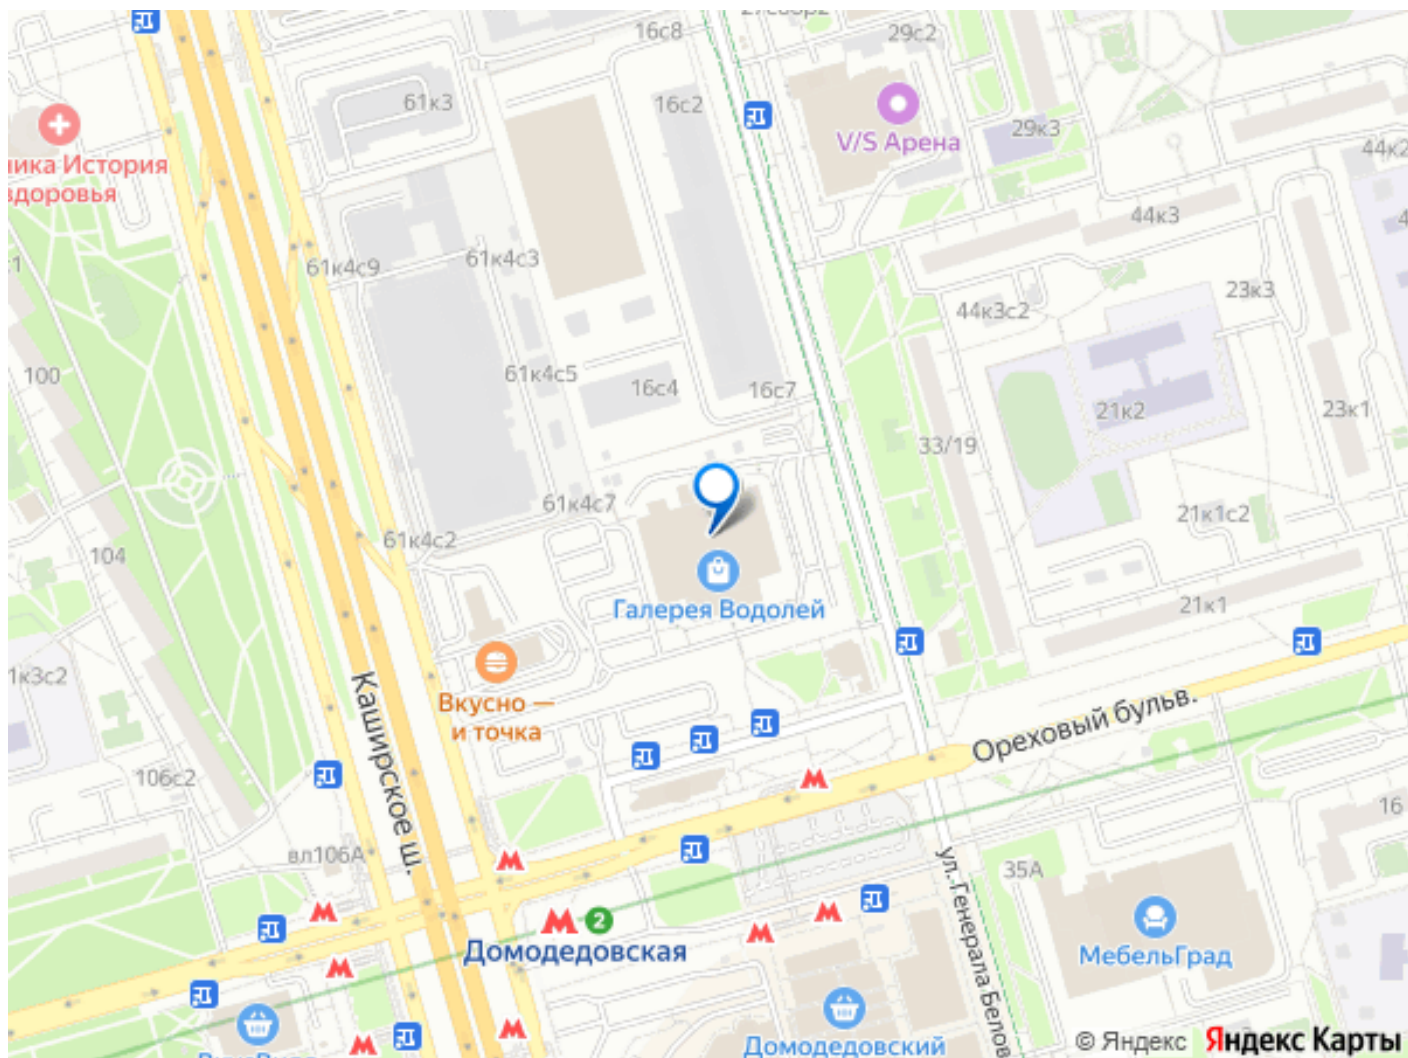 16с8
29с2
61к3
16с2
V/S Арена
29к3
44к2
ника История
здоровья
44к3
61к4с9
61к4с3
23к3
44к3с2
100
61к4с5
16с4
16с7
21к2
23к1
33/19
61к4с7
61к4с2
21к1с2
104
Галерея Водолей
21к1
1к3с2
Вкусно —
и точка
Каширское ш.
Ореховый бульв.
106с2
вл106А
16
ул. Генерала Белов
35А
2
Домодедовская
МебельГрад
Домодедовский
© Яндекс Яндекс Карты